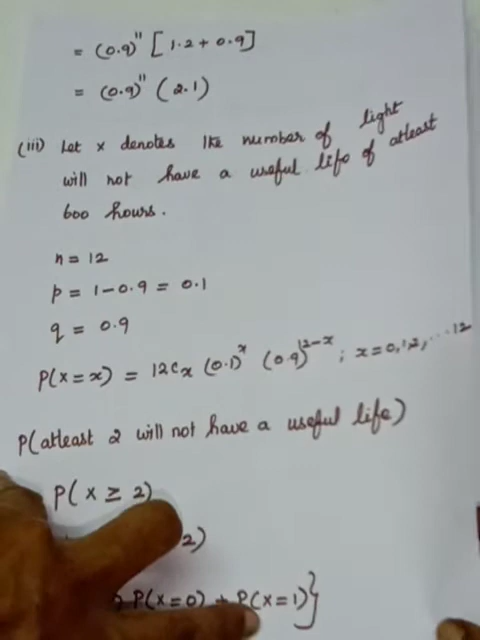 = (0.9)¹¹ [1.2 + 0.9]
= (0.9)¹¹ (2.1)
(iii) Let x denotes the number of light
will not have a useful life of atleast
600 hours.
n = 12
p = 1 - 0.9 = 0.1
q = 0.9
P(x = x) = 12Cx (0.1)ˣ (0.9)¹²⁻ˣ ; x = 0,1,2, ... 12
P(atleast 2 will not have a useful life)
P(x ≥ 2)
2)
P(x=0) + P(x=1)}